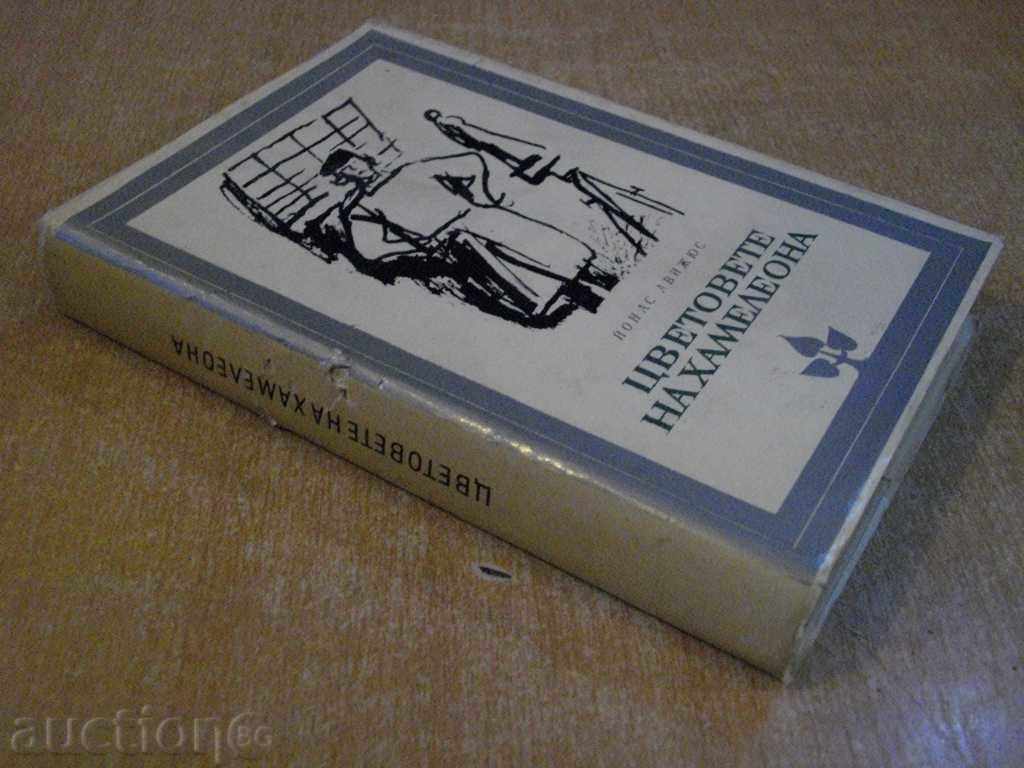 ЙОНАС АВИЖЮС
ЦВЕТОВЕТЕ
НА ХАМЕЛЕОНА
ЦВЕТОВЕТЕ НА ХАМЕЛЕОНА
auction BG